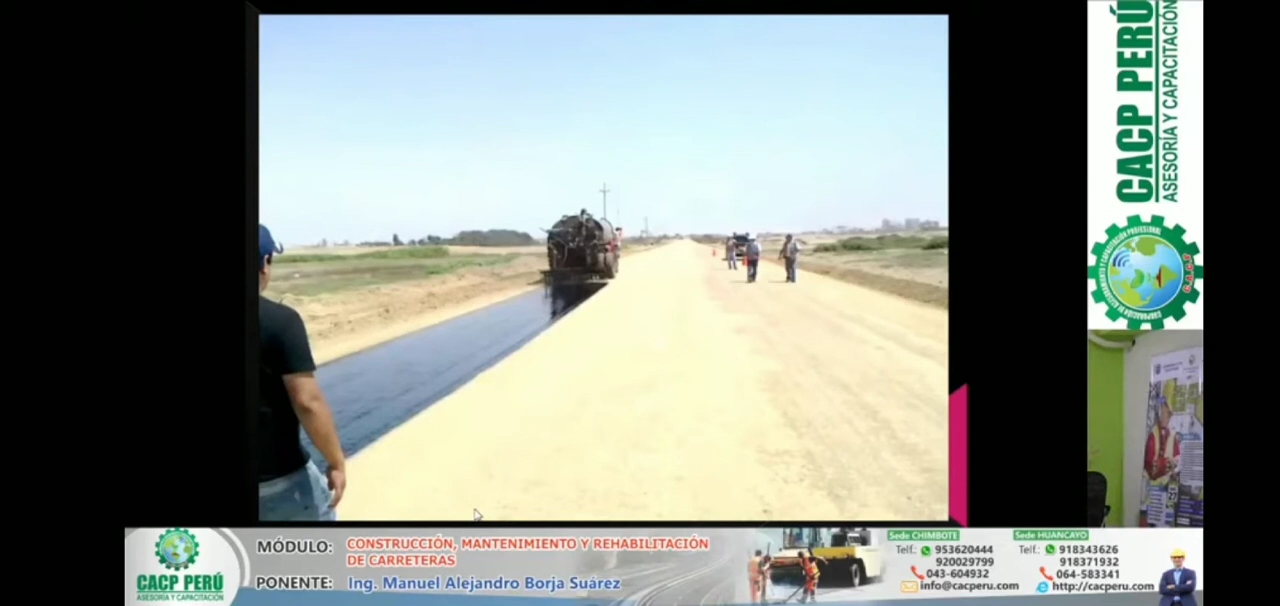 CACP PERÚ
ASESORÍA Y CAPACITACIÓN
CACP PERÚ
ASESORÍA Y CAPACITACIÓN
MÓDULO: CONSTRUCCIÓN, MANTENIMIENTO Y REHABILITACIÓN
DE CARRETERAS
PONENTE: Ing. Manuel Alejandro Borja Suárez
Sede CHIMBOTE
Telf.: 953620444
920029799
043-604932
info@cacperu.com
Sede HUANCAYO
Telf.: 918343626
918371932
064-583341
http://cacperu.com